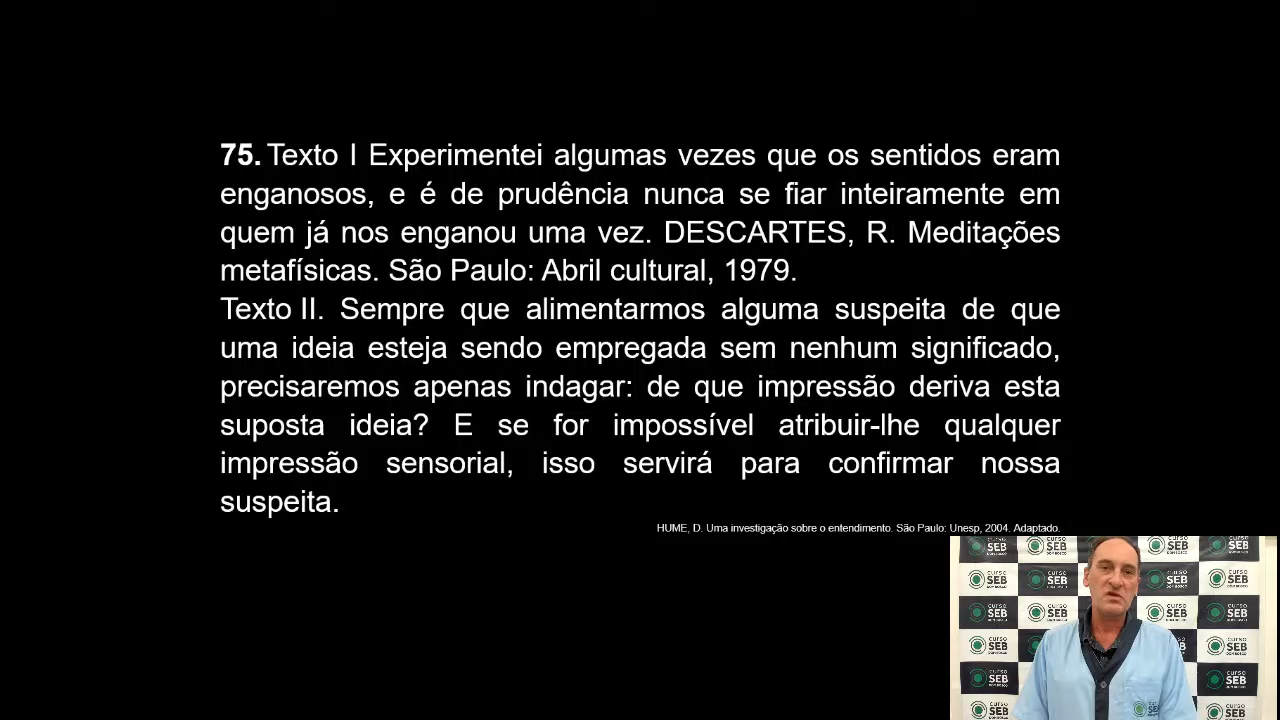 75. Texto I Experimentei algumas vezes que os sentidos eram
enganosos, e é de prudência nunca se fiar inteiramente em
quem já nos enganou uma vez. DESCARTES, R. Meditações
metafísicas. São Paulo: Abril cultural, 1979.
Texto II. Sempre que alimentarmos alguma suspeita de que
uma ideia esteja sendo empregada sem nenhum significado,
precisaremos apenas indagar: de que impressão deriva esta
suposta ideia? E se for impossível atribuir-lhe qualquer
impressão sensorial, isso servirá para confirmar nossa
suspeita.
HUME, D. Uma investigação sobre o entendimento. São Paulo: Unesp, 2004. Adaptado.
curso
SEB
DOM BOSCO